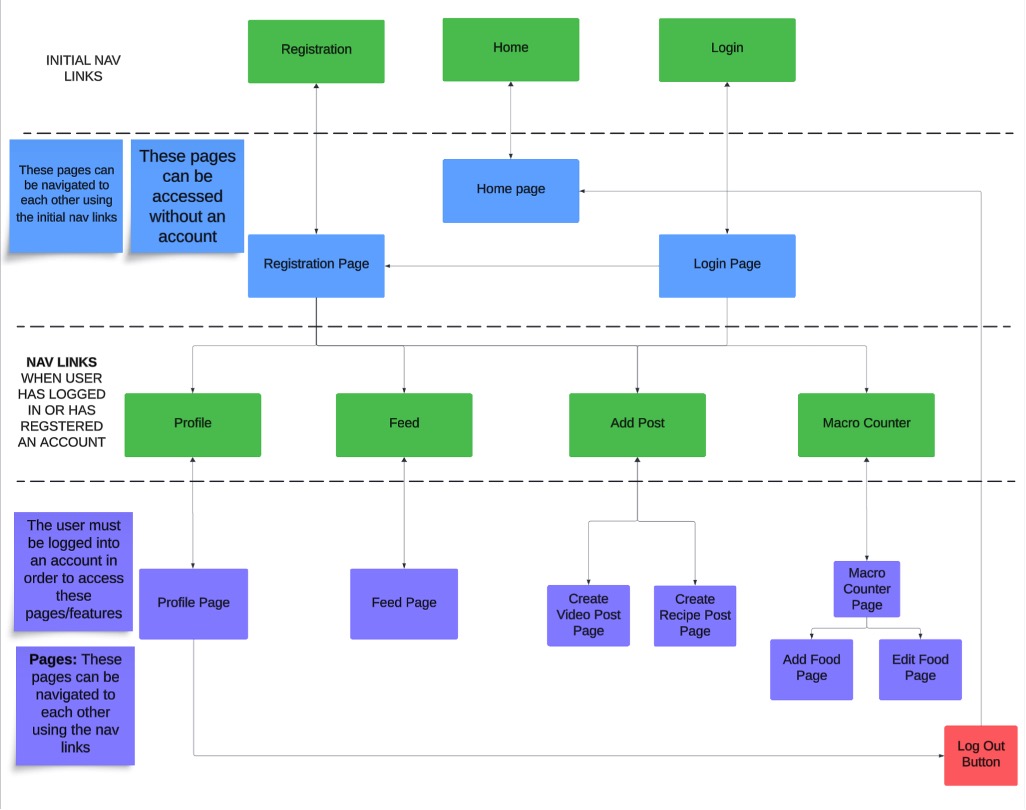 Registration
Home
Login
INITIAL NAV
LINKS
These pages can
be navigated to
each other using
the initial nav links
These pages
can be
accessed
without an
account
Home page
Registration Page
Login Page
NAV LINKS
WHEN USER
HAS LOGGED
IN OR HAS
REGSTERED
AN ACCOUNT
Profile
Feed
Add Post
Macro Counter
The user must
be logged into
an account in
order to access
these
pages/features
Profile Page
Feed Page
Create
Video Post
Page
Create
Recipe Post
Page
Macro
Counter
Page
Add Food
Page
Edit Food
Page
Pages: These
pages can be
navigated to
each other
using the nav
links
Log Out
Button